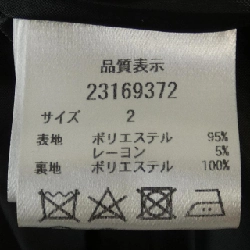 品質表示
23169372
サイズ 2
表地 ポリエステル 95%
レーヨン 5%
裏地 ポリエステル 100%